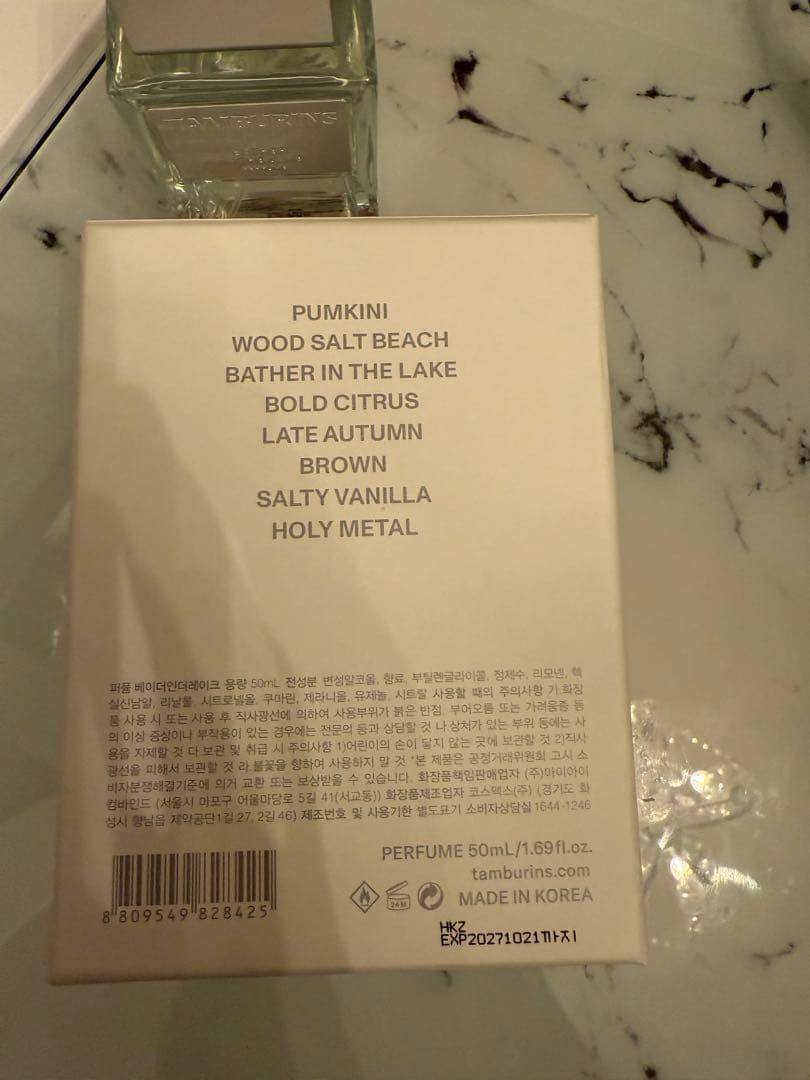 TAMBURINS
PUMKINI
WOOD SALT BEACH
BATHER IN THE LAKE
BOLD CITRUS
LATE AUTUMN
BROWN
SALTY VANILLA
HOLY METAL
퍼퓸 베이더인더레이크 용량 50mL 전성분 변성알코올, 향료, 부틸렌글라이콜, 정제수, 리모넨, 헥
실신남알, 리날룰, 시트로넬올, 쿠마린, 제라니올, 유제놀, 시트랄 사용할 때의 주의사항 가.화장
품 사용 시 또는 사용 후 직사광선에 의하여 사용부위가 붉은 반점, 부어오름 또는 가려움증 등
의 이상 증상이나 부작용이 있는 경우에는 전문의 등과 상담할 것 나.상처가 있는 부위 등에는 사
용을 자제할 것 다.보관 및 취급 시 주의사항 1)어린이의 손이 닿지 않는 곳에 보관할 것 2)직사
광선을 피해서 보관할 것 라.불꽃을 향하여 사용하지 말 것 *본 제품은 공정거래위원회 고시 소
비자분쟁해결기준에 의거 교환 또는 보상받을 수 있습니다. 화장품책임판매업자 (주)아이아이
컴바인드 (서울시 마포구 어울마당로 5길 41(서교동)) 화장품제조업자 코스맥스(주) (경기도 화
성시 향남읍 제약공단1길 27, 2길 46) 제조번호 및 사용기한 별도표기 소비자상담실 1644-1246
PERFUME 50mL/1.69fl.oz.
tamburins.com
24M
MADE IN KOREA
8 809549 828425
HKZ
EXP20271021까지